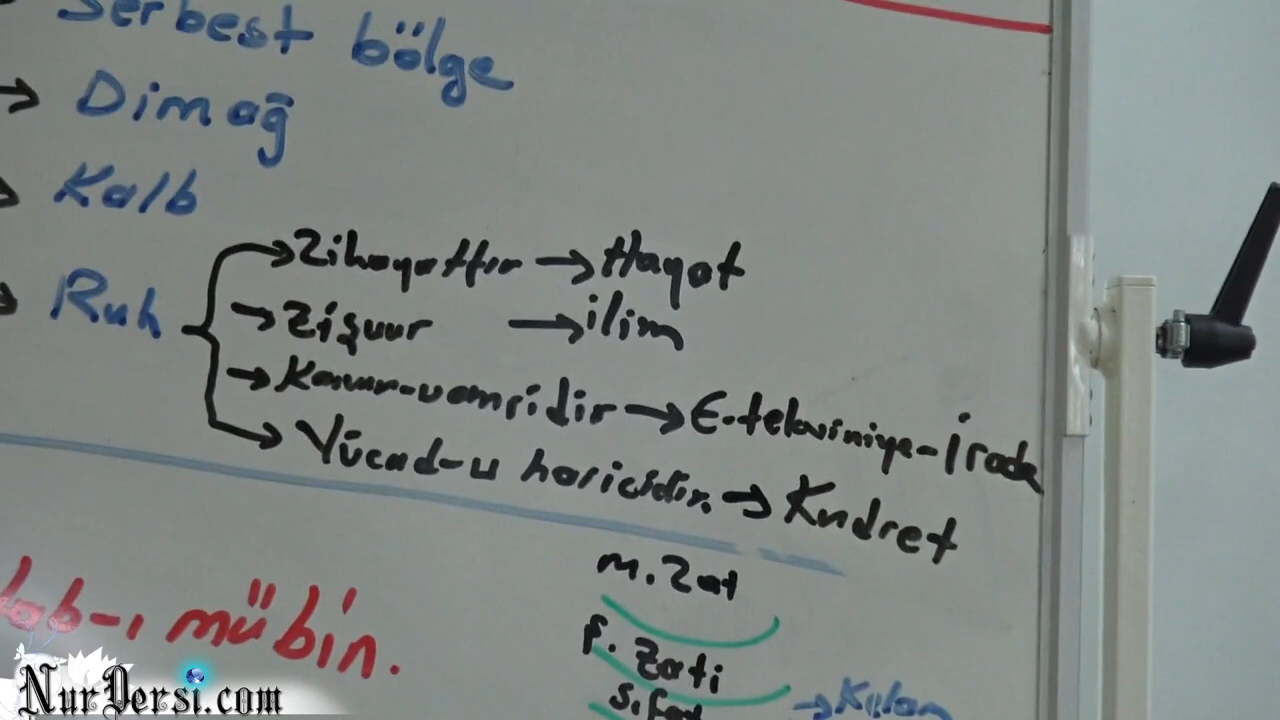 Serbest bölge
→ Dimağ
Kalb
Ruh
→ Zihayattır → Hayat
→ Zişuur → ilim
→ Kanun-u emridir → E.tekviniye-İrade
→ Vücud-u haricidir. → Kudret
m. Zat
mübin.
f. Zati
Sıfat
→ Kelam
NurDersi.com